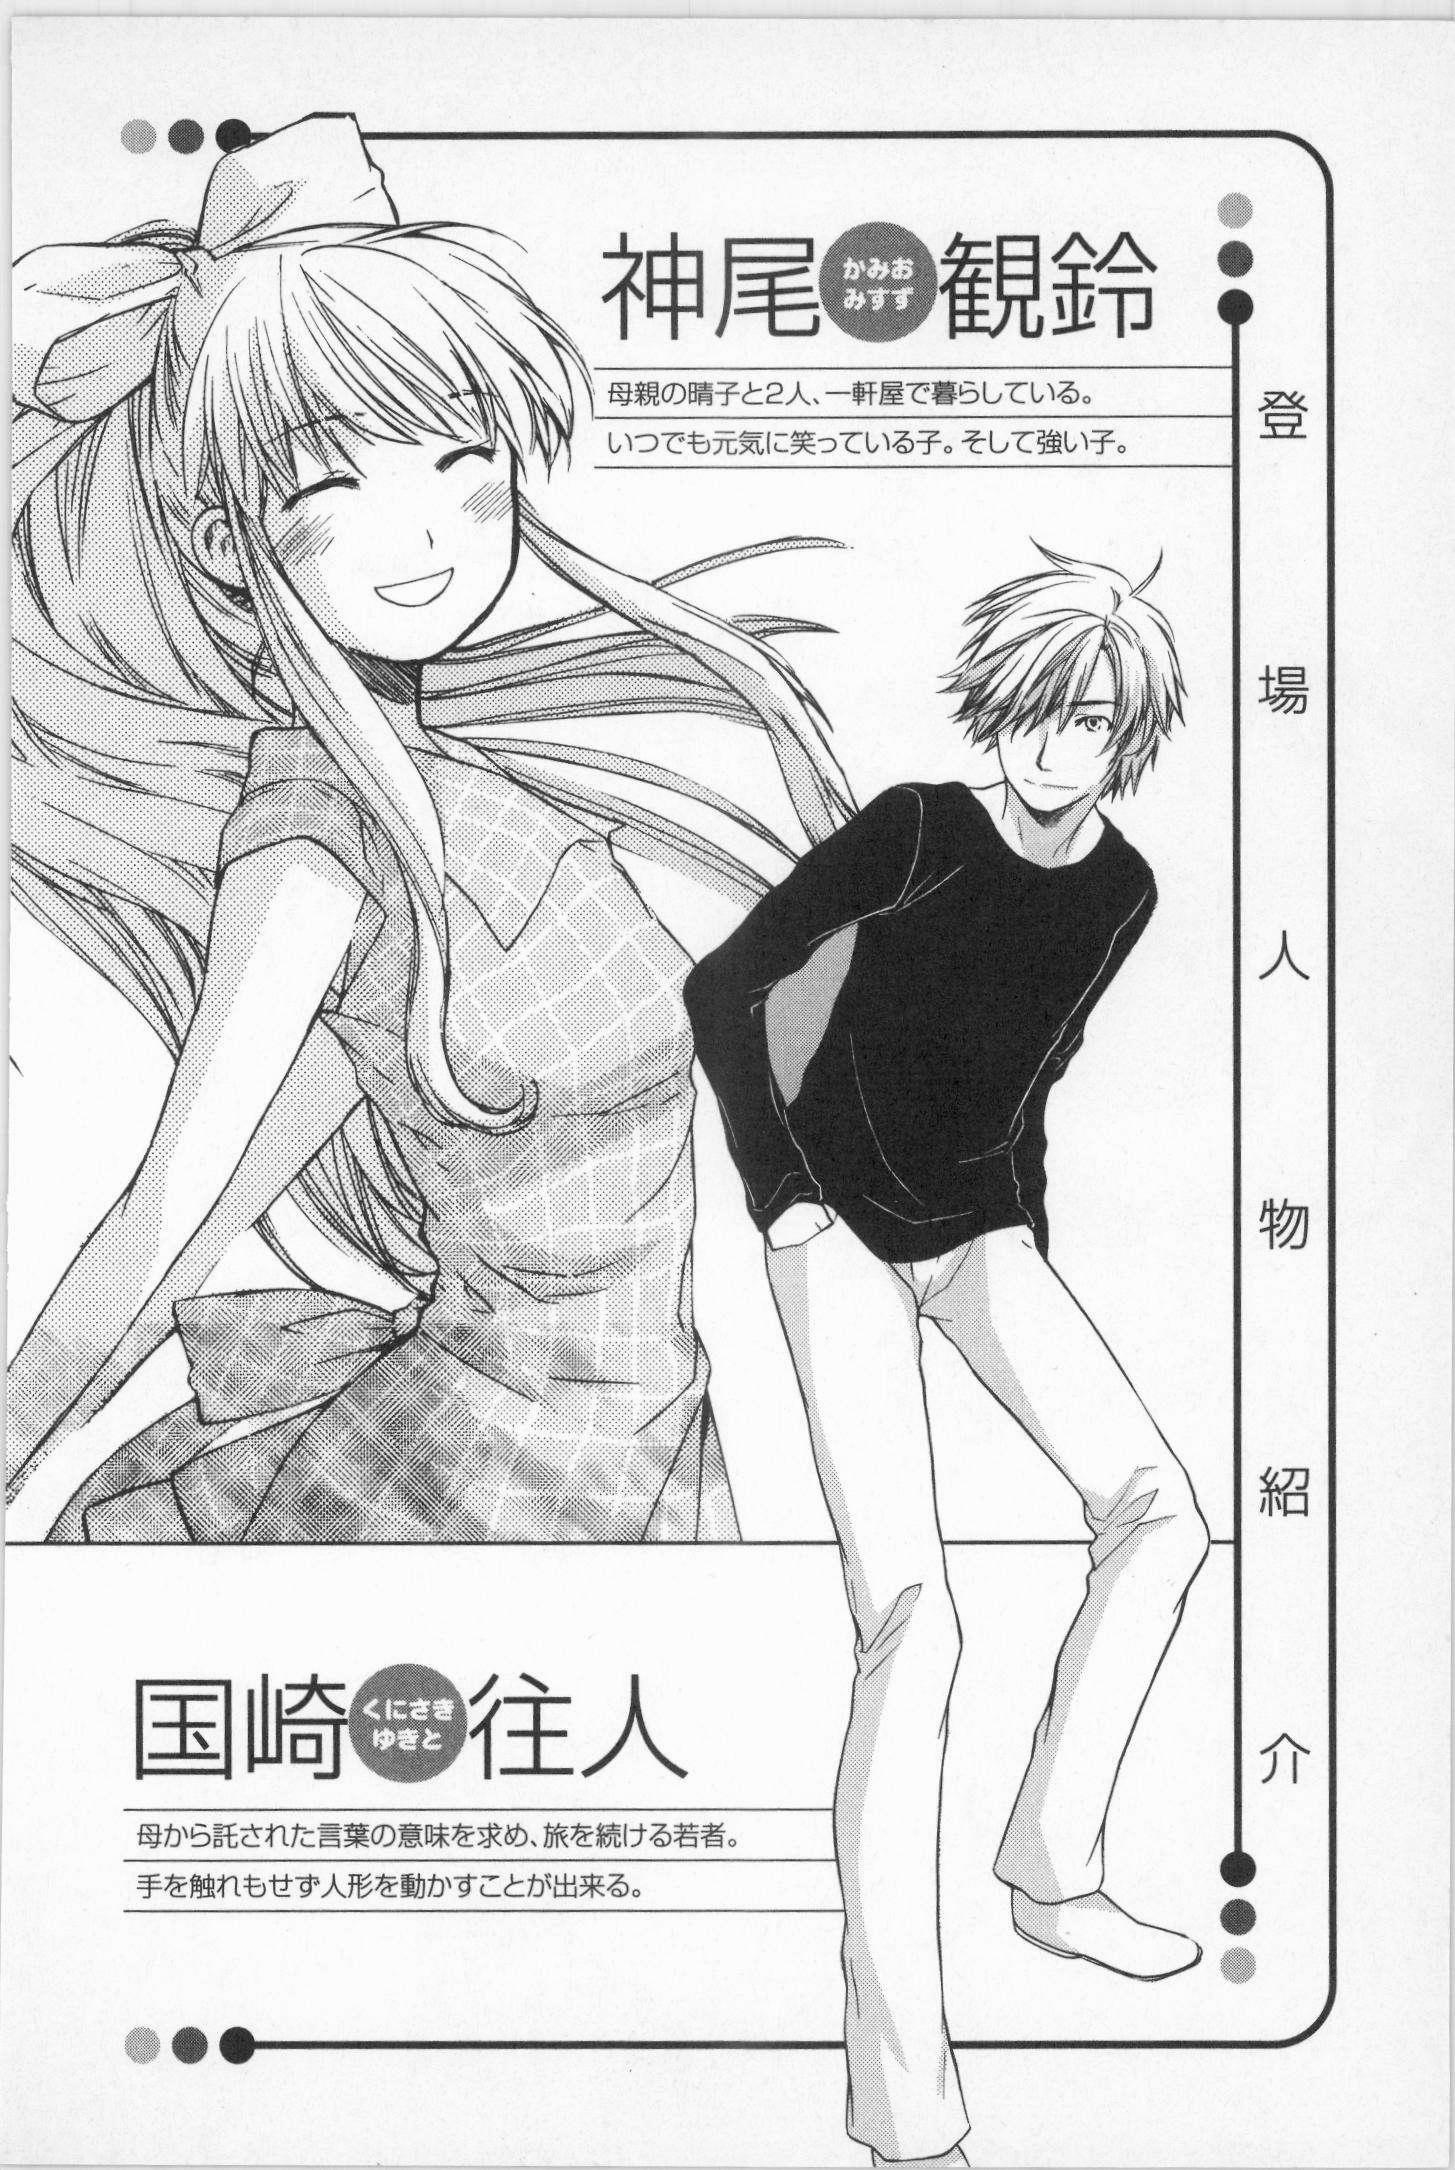 登場人物紹介
神尾観鈴
かみお
みすず
母親の晴子と2人、一軒屋で暮らしている。
いつでも元気に笑っている子。そして強い子。
国崎往人
くにさき
ゆきと
母から託された言葉の意味を求め、旅を続ける若者。
手を触れもせず人形を動かすことが出来る。